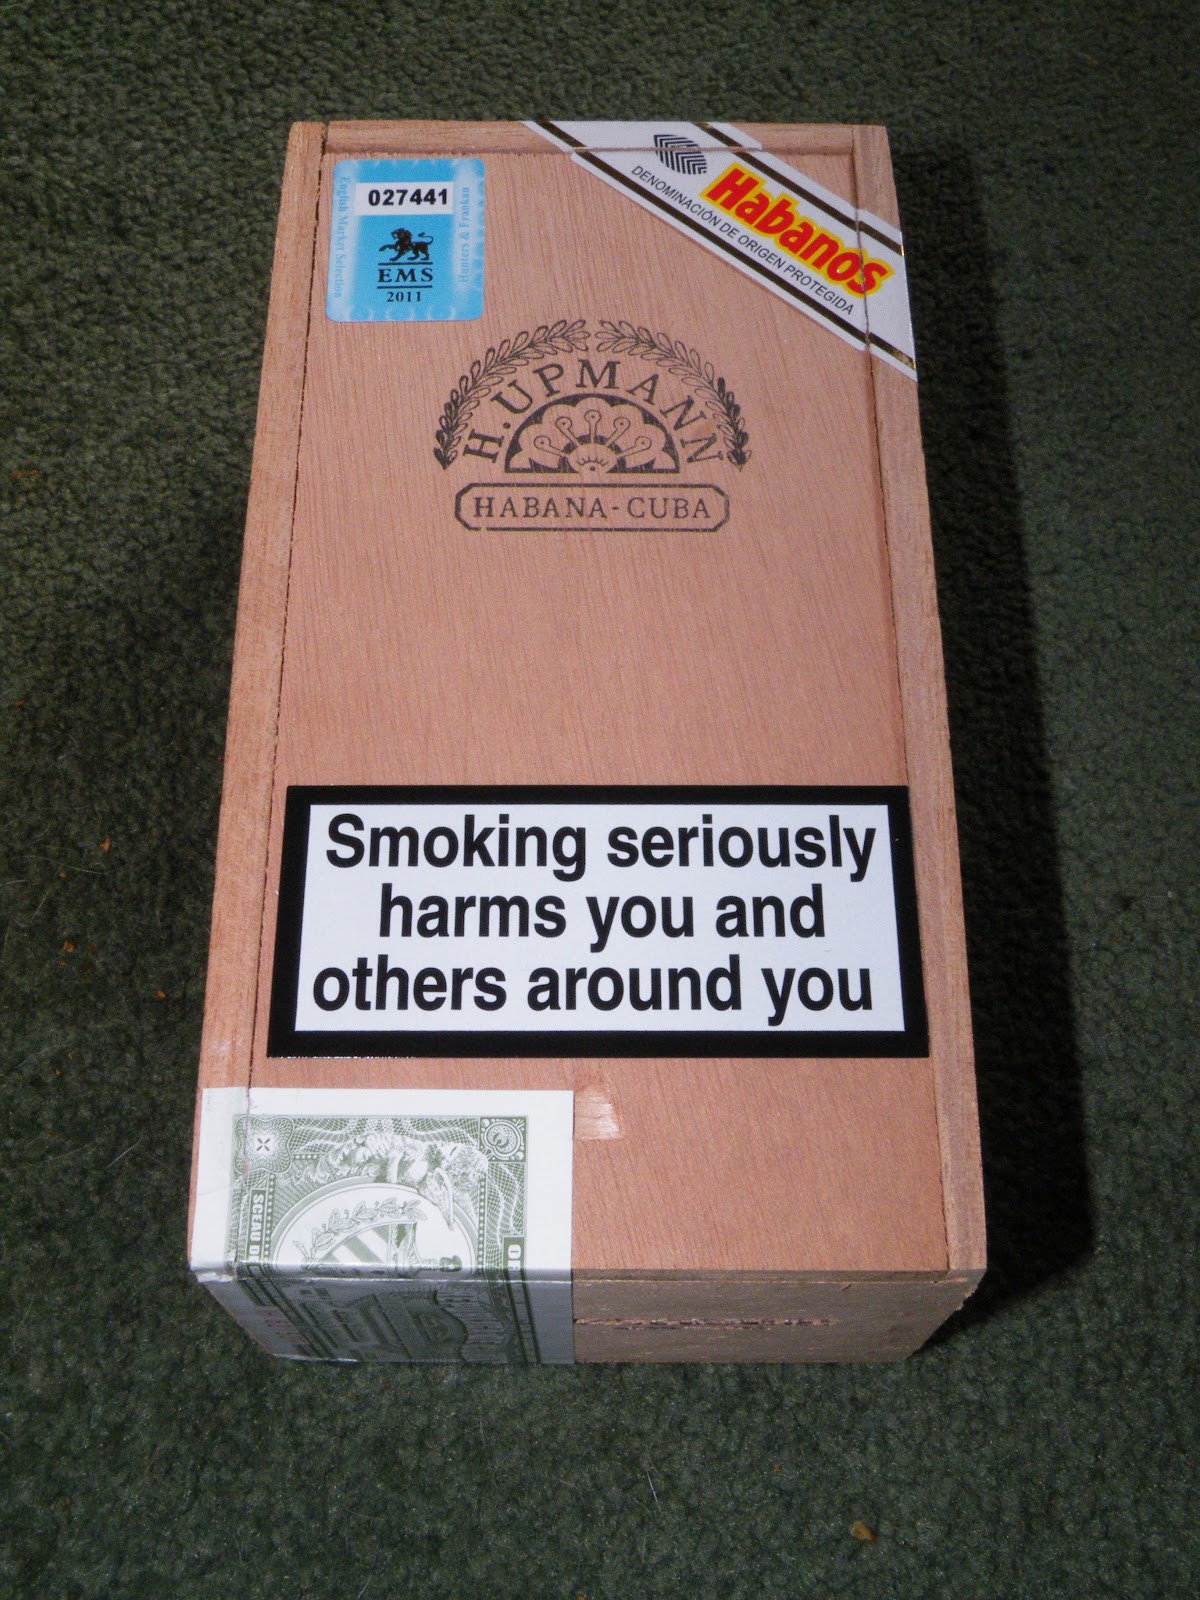 027441
English Market Selection
Hunters & Frankau
EMS
2011
Habanos
DENOMINACIÓN DE ORIGEN PROTEGIDA
H. UPMANN
HABANA-CUBA
Smoking seriously
harms you and
others around you
SCEAU